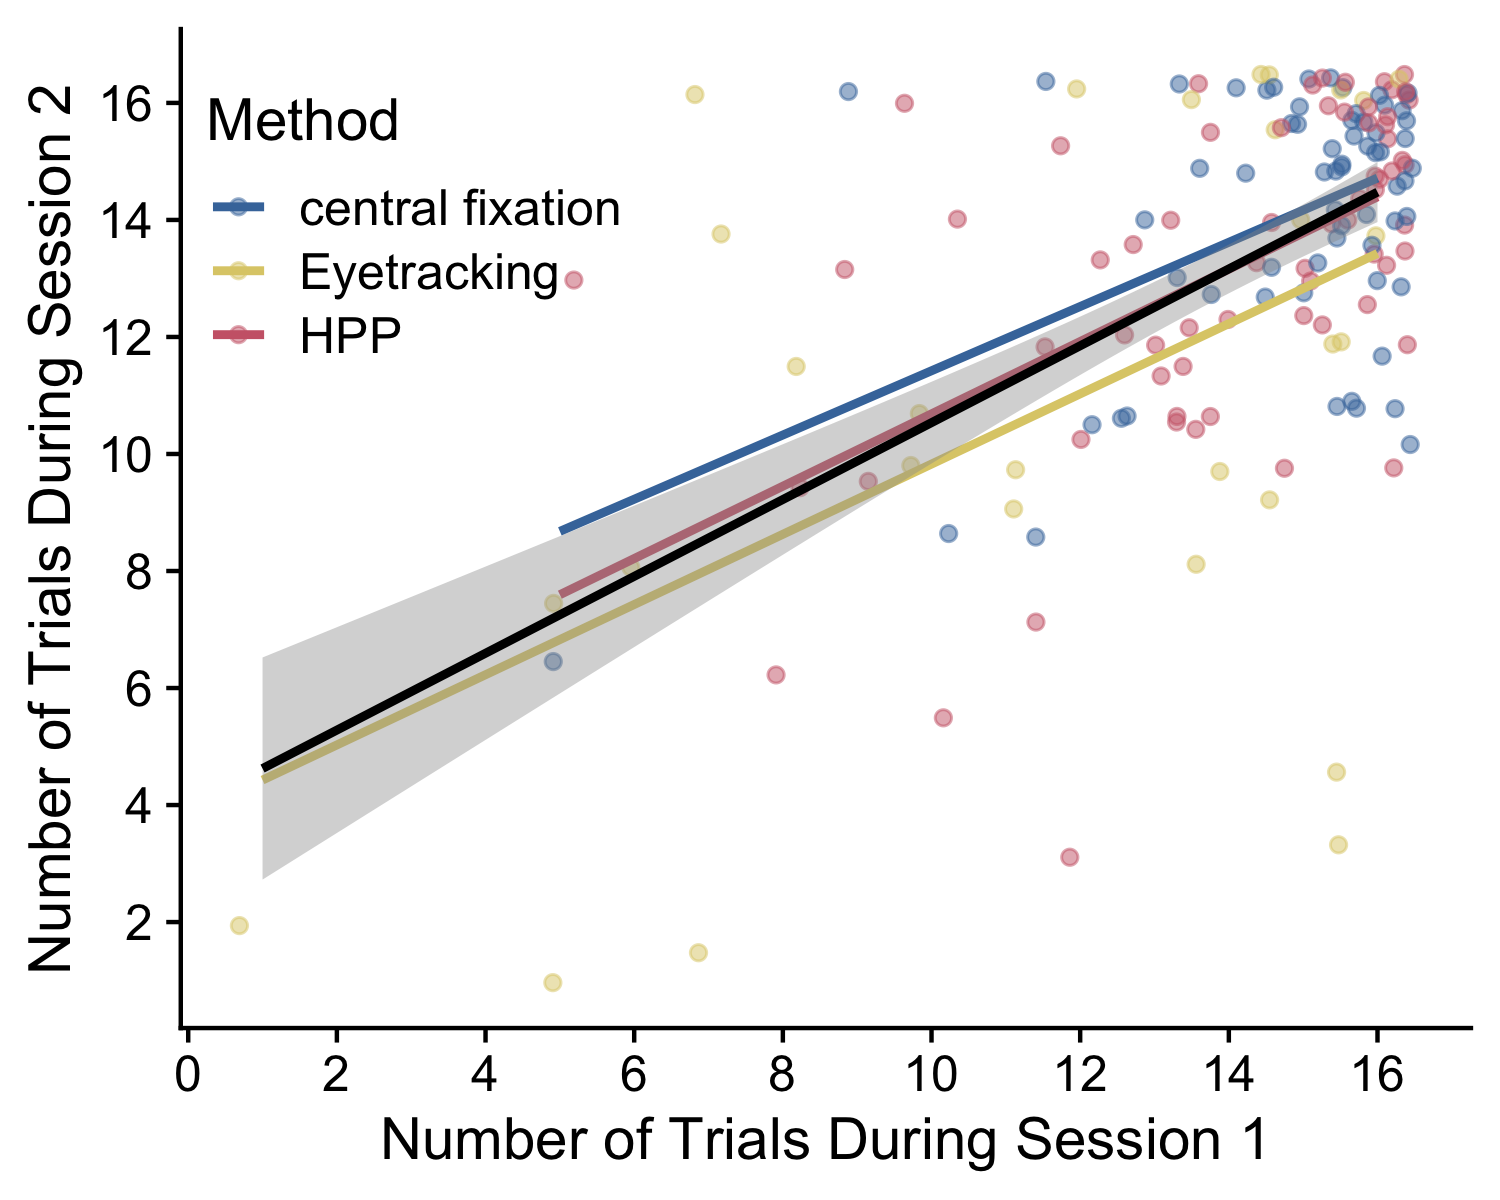 Number of Trials During Session 2
16
14
12
10
8
6
4
2
Method
central fixation
Eyetracking
HPP
0 2 4 6 8 10 12 14 16
Number of Trials During Session 1